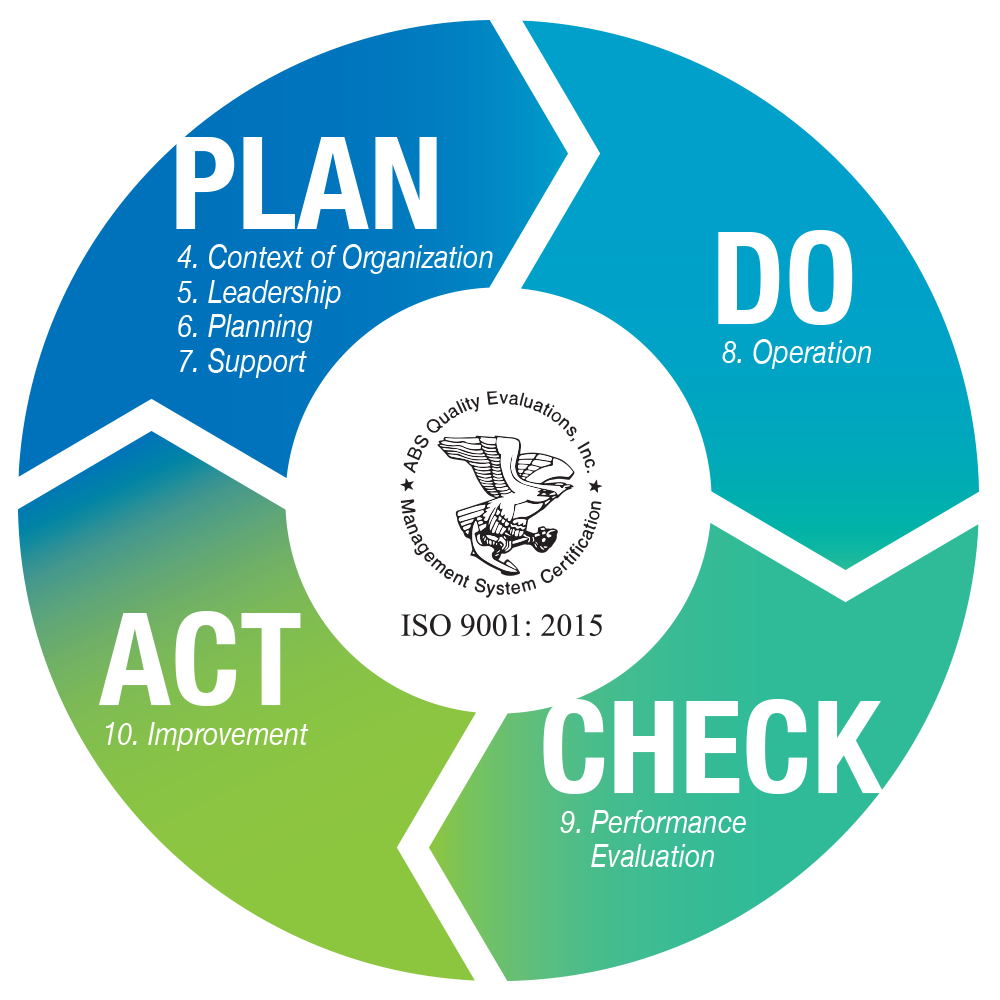 PLAN
4. Context of Organization
5. Leadership
6. Planning
7. Support
DO
8. Operation
CHECK
9. Performance
Evaluation
ACT
10. Improvement
★ ABS Quality Evaluations, Inc. ★
Management System Certification
ISO 9001: 2015